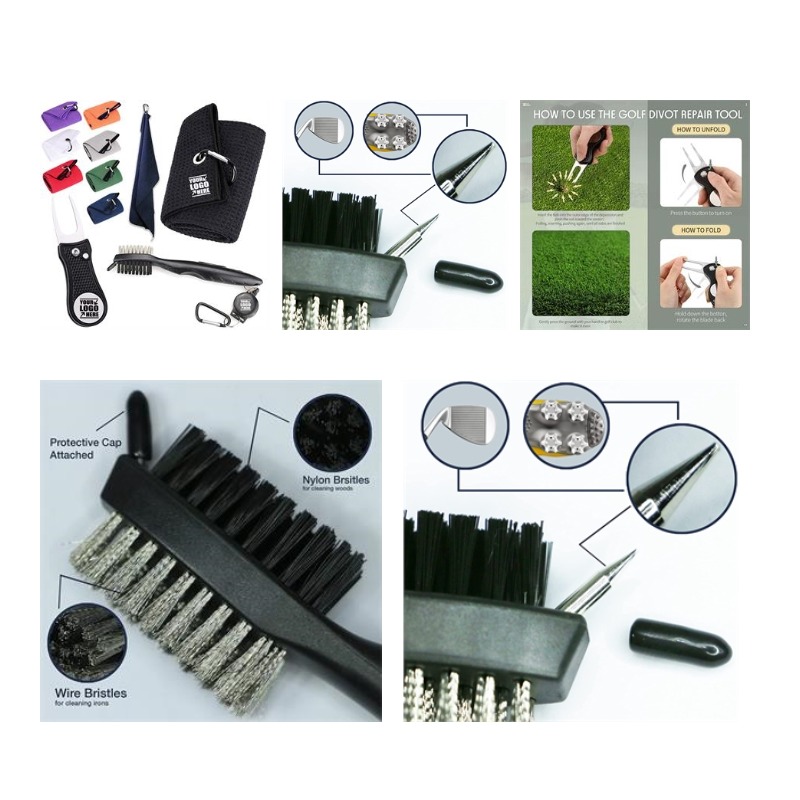 YOUR
LOGO
HERE
YOUR
LOGO
HERE
HOW TO USE THE GOLF DIVOT REPAIR TOOL
HOW TO UNFOLD
Press the button to turn on
HOW TO FOLD
Hold down the button,
rotate the blade back
Protective Cap
Attached
Nylon Brsitles
for cleaning woods
Wire Bristles
for cleaning irons